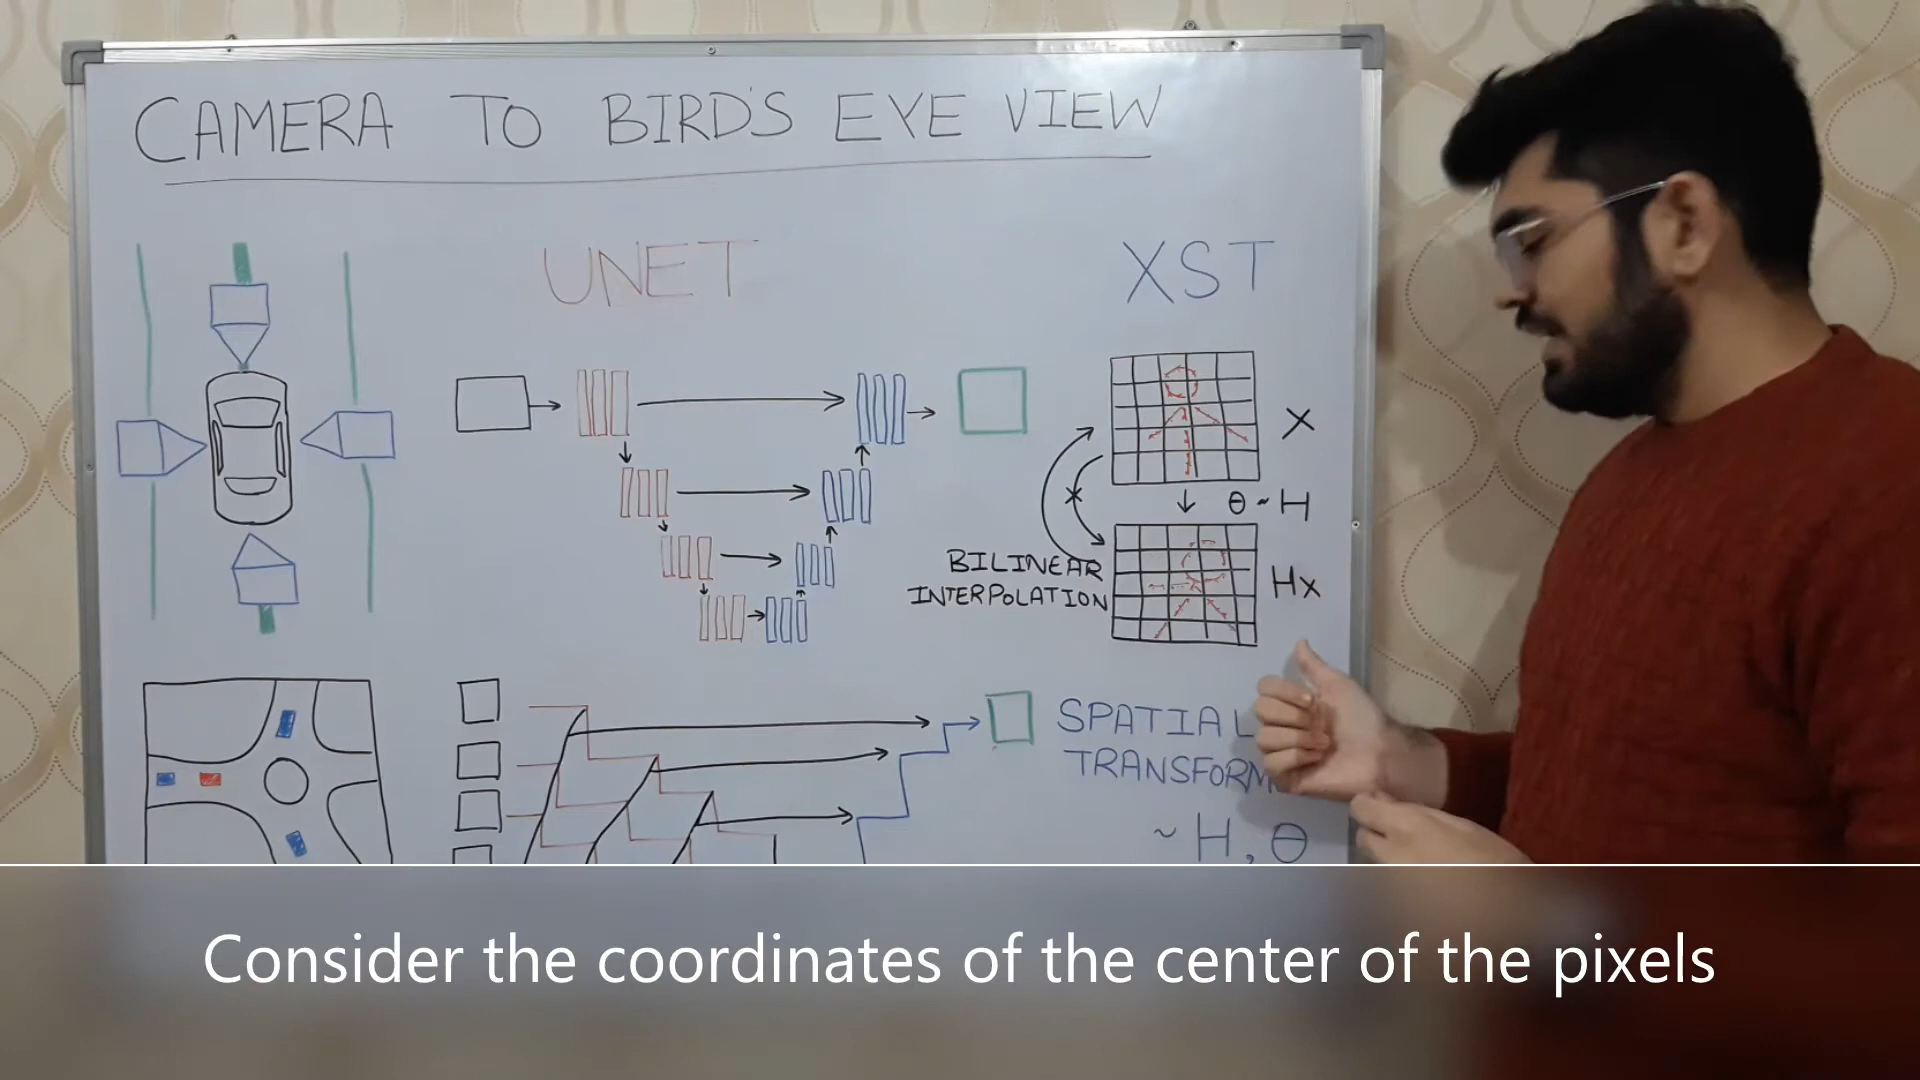 CAMERA TO BIRD'S EYE VIEW
UNET
XST
X
θ ~ H
BILINEAR
INTERPOLATION
Hx
SPATIAL
TRANSFORM
~ H, θ
Consider the coordinates of the center of the pixels